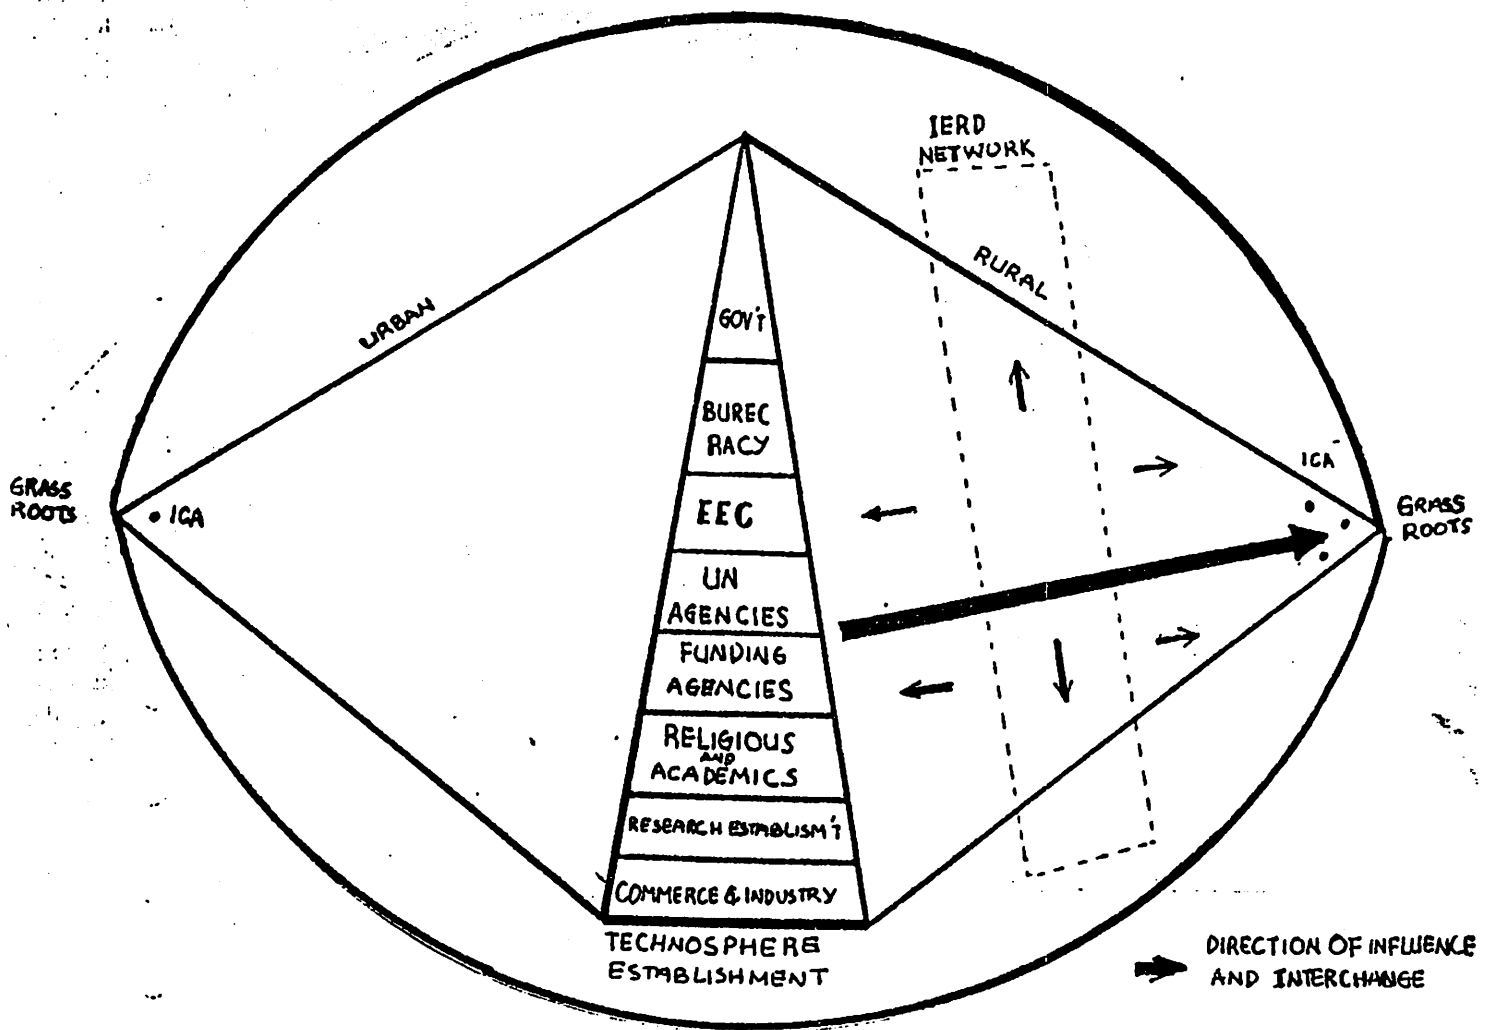 IERD
NETWORK
RURAL
URBAN
GOV'T
BUREC
RACY
EEC
UN
AGENCIES
FUNDING
AGENCIES
RELIGIOUS
AND
ACADEMICS
RESEARCH ESTABLISM'T
COMMERCE & INDUSTRY
TECHNOSPHERE
ESTABLISHMENT
GRASS
ROOTS
• ICA
ICA
GRASS
ROOTS
DIRECTION OF INFLUENCE
AND INTERCHANGE